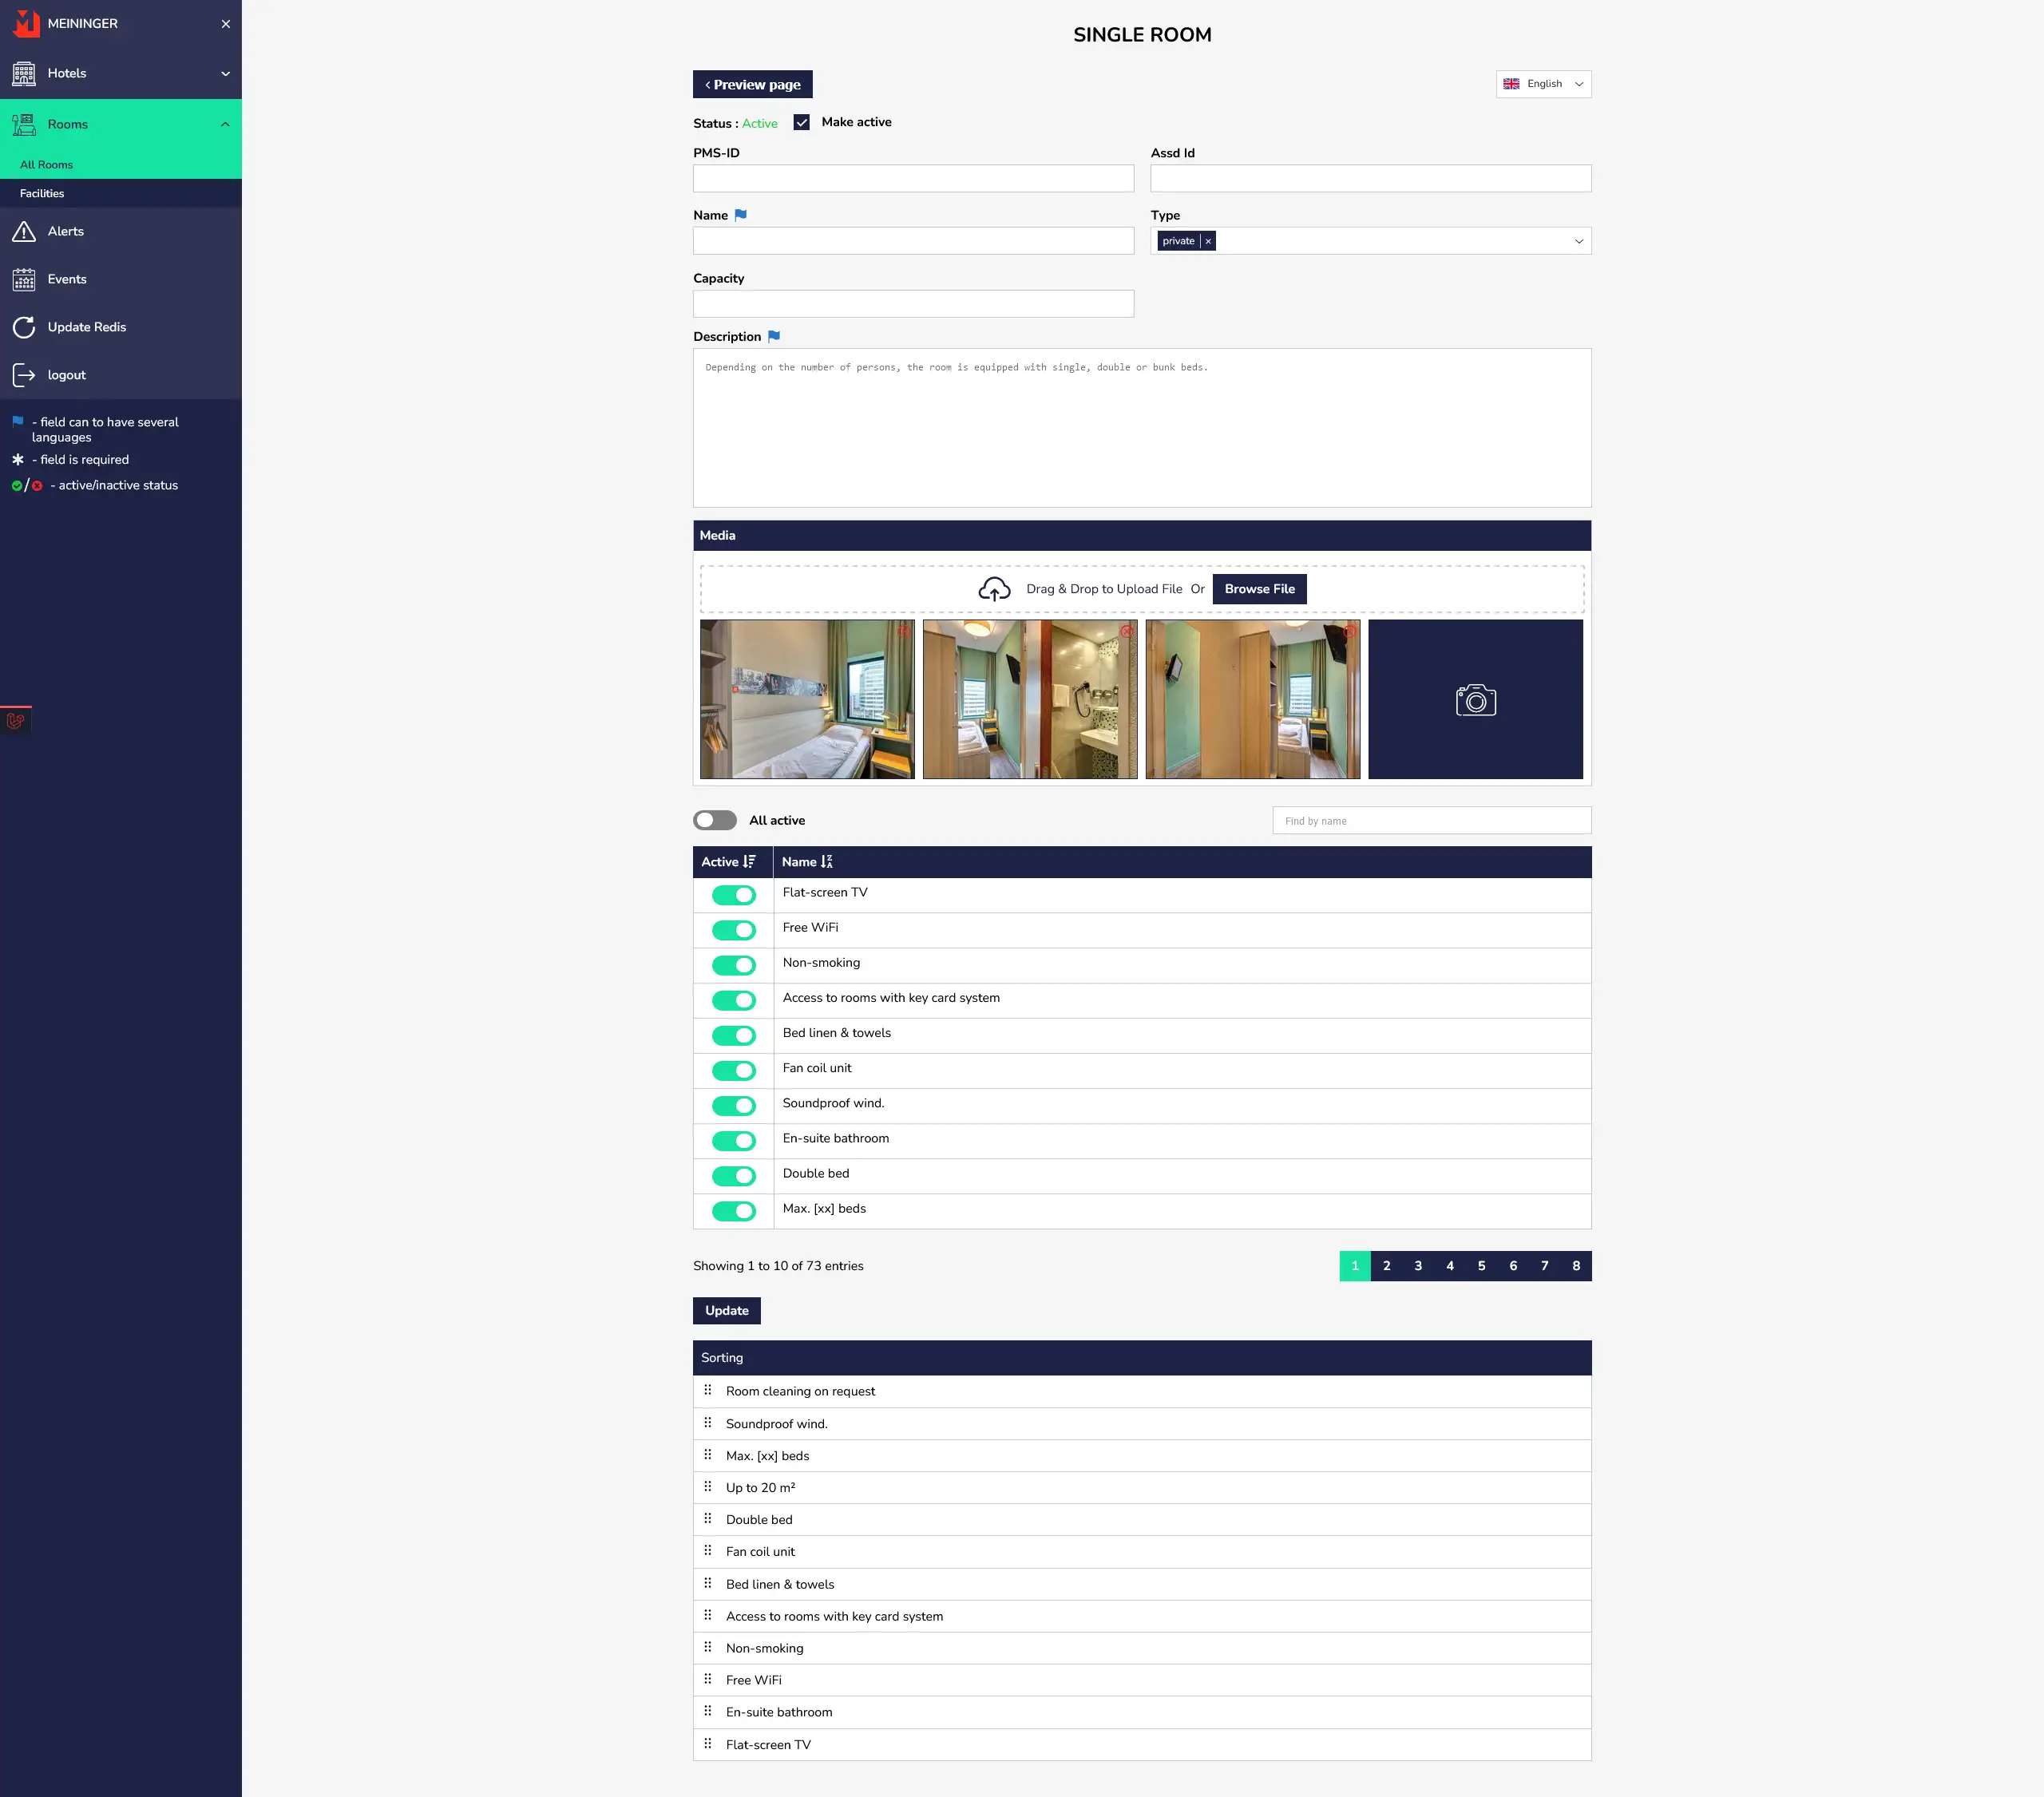 MEININGER
Hotels
Rooms
All Rooms
Facilities
Alerts
Events
Update Redis
logout
- field can to have several
languages
- field is required
/ - active/inactive status
SINGLE ROOM
‹ Preview page
English
Status : Active
Make active
PMS-ID
Assd Id
Name
Type
private ×
Capacity
Description
Depending on the number of persons, the room is equipped with single, double or bunk beds.
Media
Drag & Drop to Upload File Or Browse File
All active
Find by name
Active Name
Flat-screen TV
Free WiFi
Non-smoking
Access to rooms with key card system
Bed linen & towels
Fan coil unit
Soundproof wind.
En-suite bathroom
Double bed
Max. [xx] beds
Showing 1 to 10 of 73 entries
1 2 3 4 5 6 7 8
Update
Sorting
Room cleaning on request
Soundproof wind.
Max. [xx] beds
Up to 20 m²
Double bed
Fan coil unit
Bed linen & towels
Access to rooms with key card system
Non-smoking
Free WiFi
En-suite bathroom
Flat-screen TV